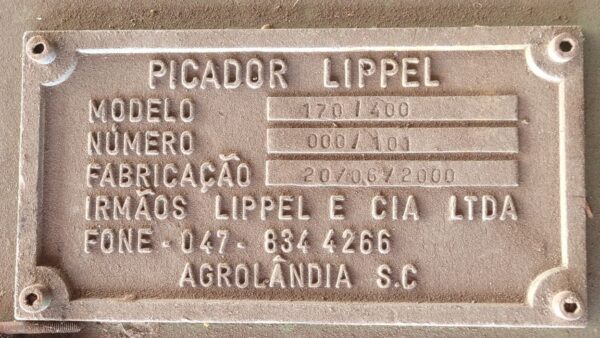 PICADOR LIPPEL
MODELO 170/400
NÚMERO 000/101
FABRICAÇÃO 20/06/2000
IRMÃOS LIPPEL E CIA LTDA
FONE - 047 - 834 4266
AGROLÂNDIA S.C